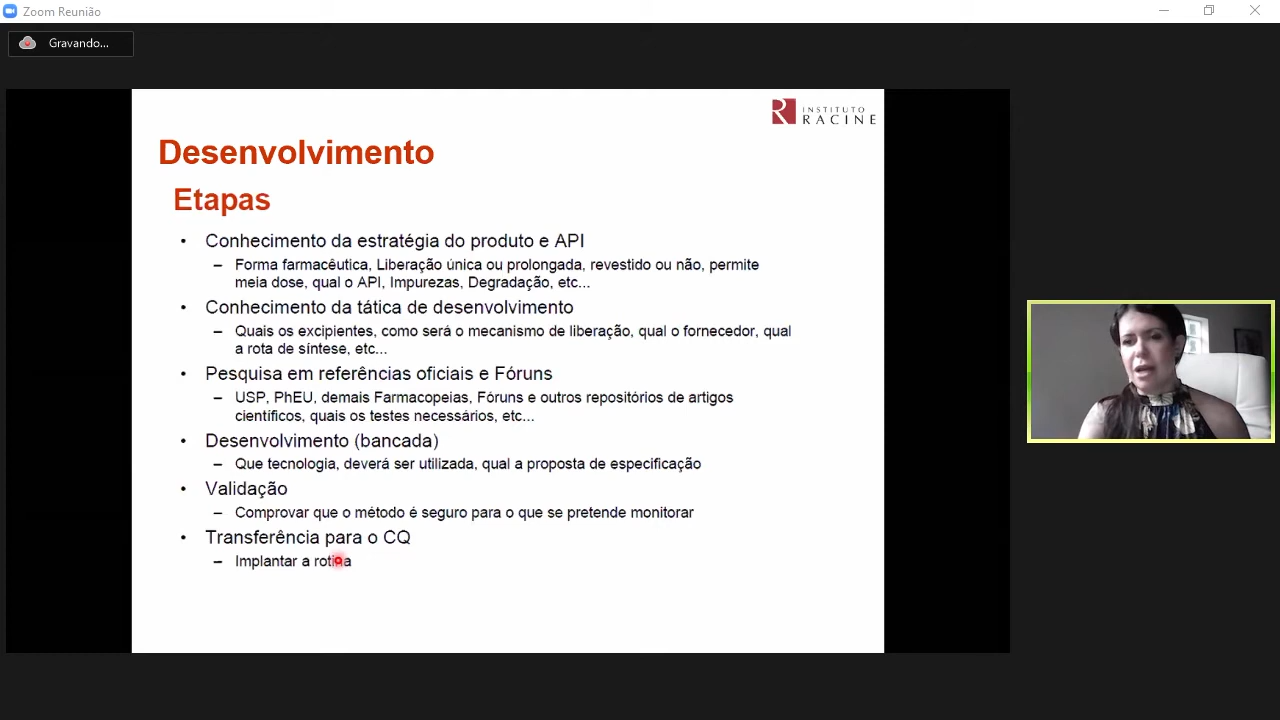 Zoom Reunião
Gravando...
INSTITUTO
RACINE
Desenvolvimento
Etapas
• Conhecimento da estratégia do produto e API
– Forma farmacêutica, Liberação única ou prolongada, revestido ou não, permite
meia dose, qual o API, Impurezas, Degradação, etc...
• Conhecimento da tática de desenvolvimento
– Quais os excipientes, como será o mecanismo de liberação, qual o fornecedor, qual
a rota de síntese, etc...
• Pesquisa em referências oficiais e Fóruns
– USP, PhEU, demais Farmacopeias, Fóruns e outros repositórios de artigos
científicos, quais os testes necessários, etc...
• Desenvolvimento (bancada)
– Que tecnologia, deverá ser utilizada, qual a proposta de especificação
• Validação
– Comprovar que o método é seguro para o que se pretende monitorar
• Transferência para o CQ
– Implantar a rotina